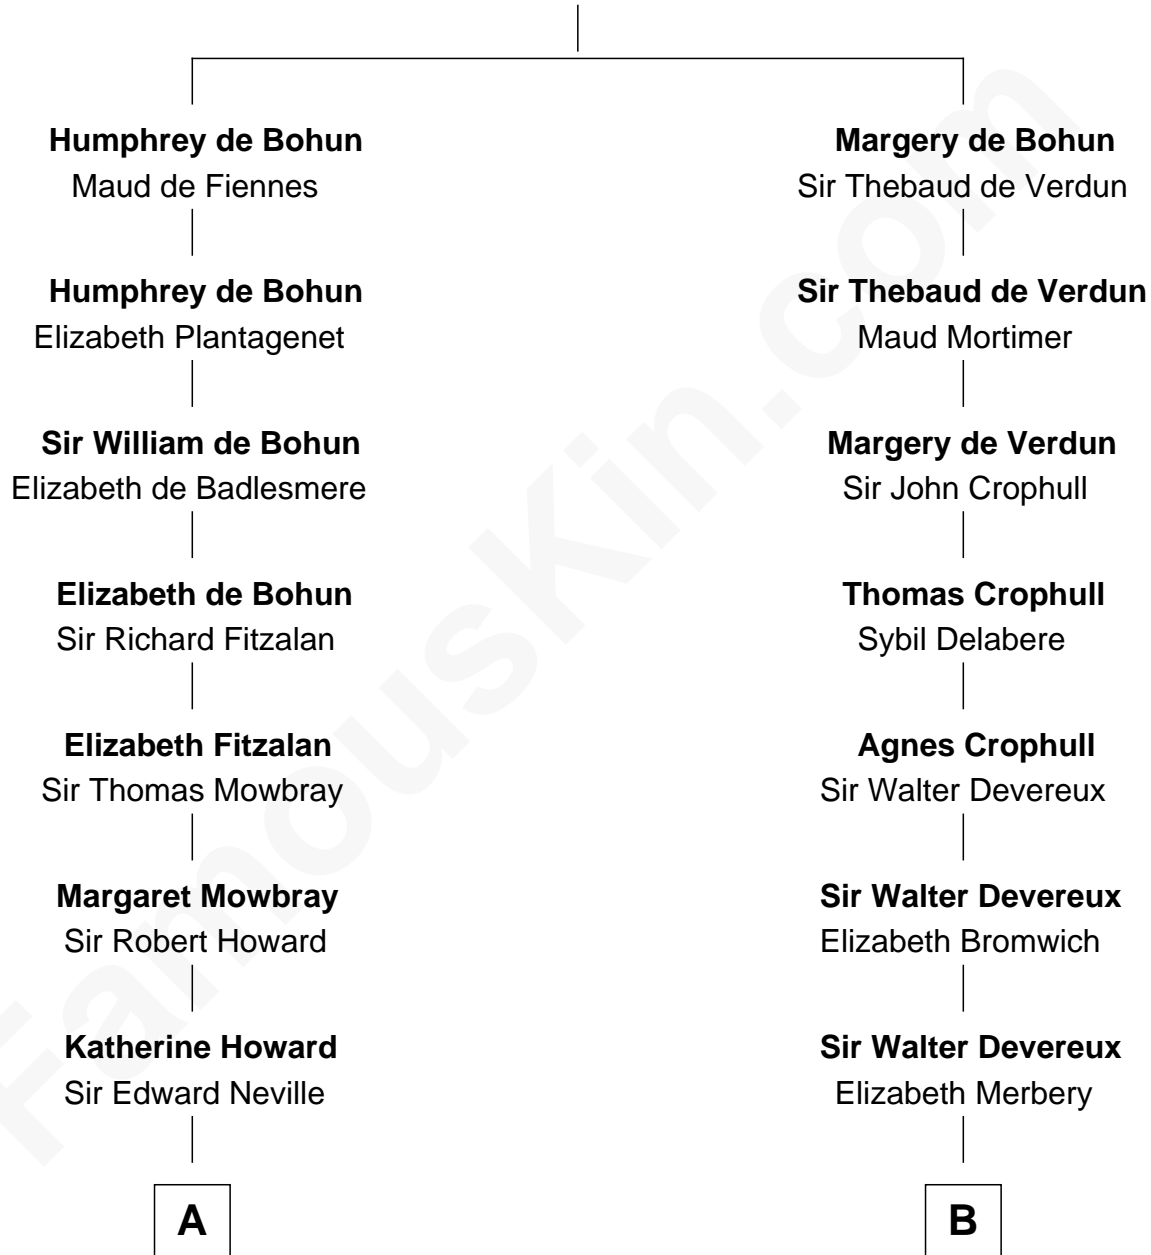 Humphrey de Bohun
Maud de Fiennes
Humphrey de Bohun
Elizabeth Plantagenet
Sir William de Bohun
Elizabeth de Badlesmere
Elizabeth de Bohun
Sir Richard Fitzalan
Elizabeth Fitzalan
Sir Thomas Mowbray
Margaret Mowbray
Sir Robert Howard
Katherine Howard
Sir Edward Neville
A
Margery de Bohun
Sir Thebaud de Verdun
Sir Thebaud de Verdun
Maud Mortimer
Margery de Verdun
Sir John Crophull
Thomas Crophull
Sybil Delabere
Agnes Crophull
Sir Walter Devereux
Sir Walter Devereux
Elizabeth Bromwich
Sir Walter Devereux
Elizabeth Merbery
B
FamousKin.com